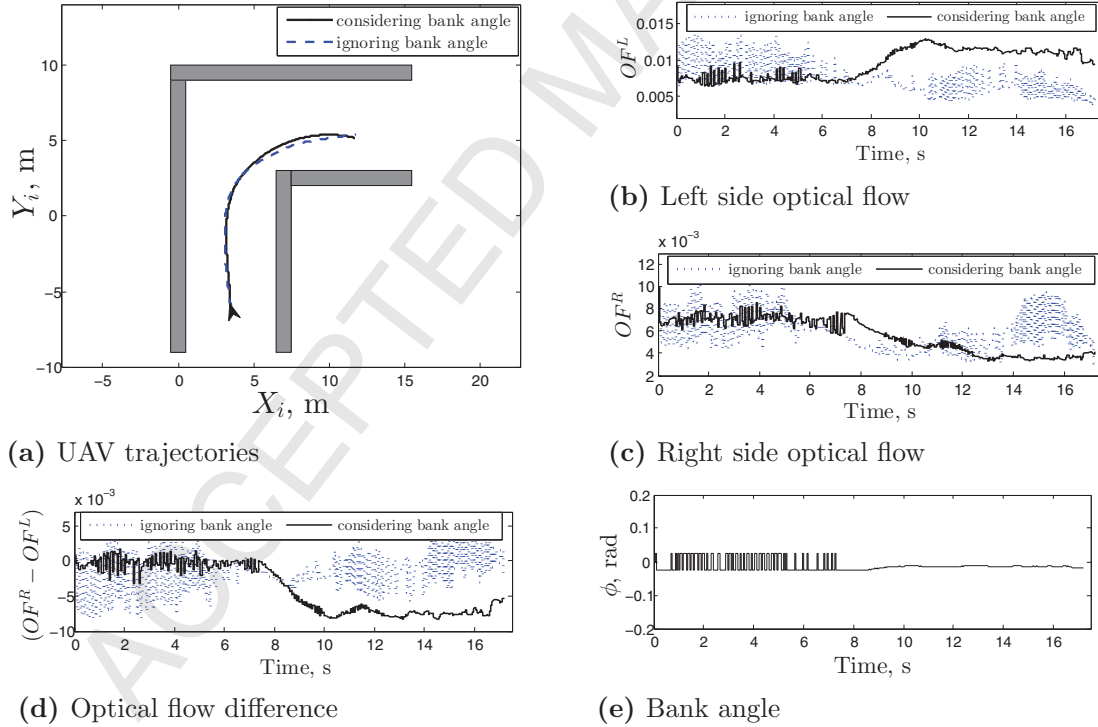 considering bank angle
ignoring bank angle
10
5
0
−5
−10
−5
0
5
10
15
20
Y_i, m
X_i, m
(a) UAV trajectories
0.015
0.01
0.005
OF^L
0
2
4
6
8
10
12
14
16
ignoring bank angle
considering bank angle
Time, s
(b) Left side optical flow
x 10^−3
12
10
8
6
4
2
OF^R
ignoring bank angle
considering bank angle
0
2
4
6
8
10
12
14
16
Time, s
(c) Right side optical flow
x 10^−3
5
0
−5
−10
(OF^R − OF^L)
ignoring bank angle
considering bank angle
0
2
4
6
8
10
12
14
16
Time, s
(d) Optical flow difference
0.2
0.1
0
−0.1
−0.2
ϕ, rad
0
2
4
6
8
10
12
14
16
Time, s
(e) Bank angle
ACCEPTED MA